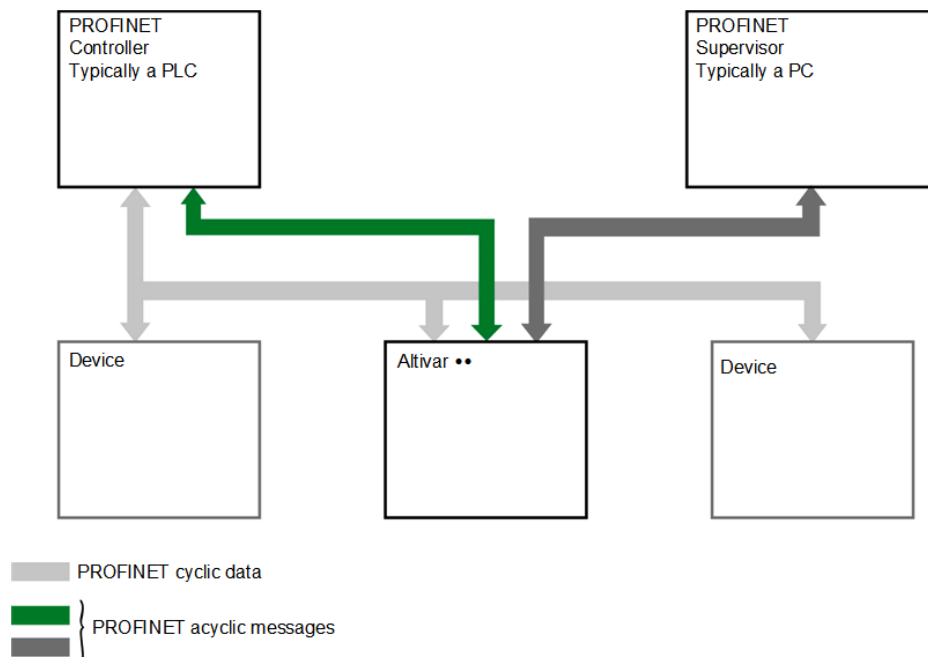 PROFINET
Controller
Typically a PLC
PROFINET
Supervisor
Typically a PC
Device
Altivar ••
Device
PROFINET cyclic data
PROFINET acyclic messages